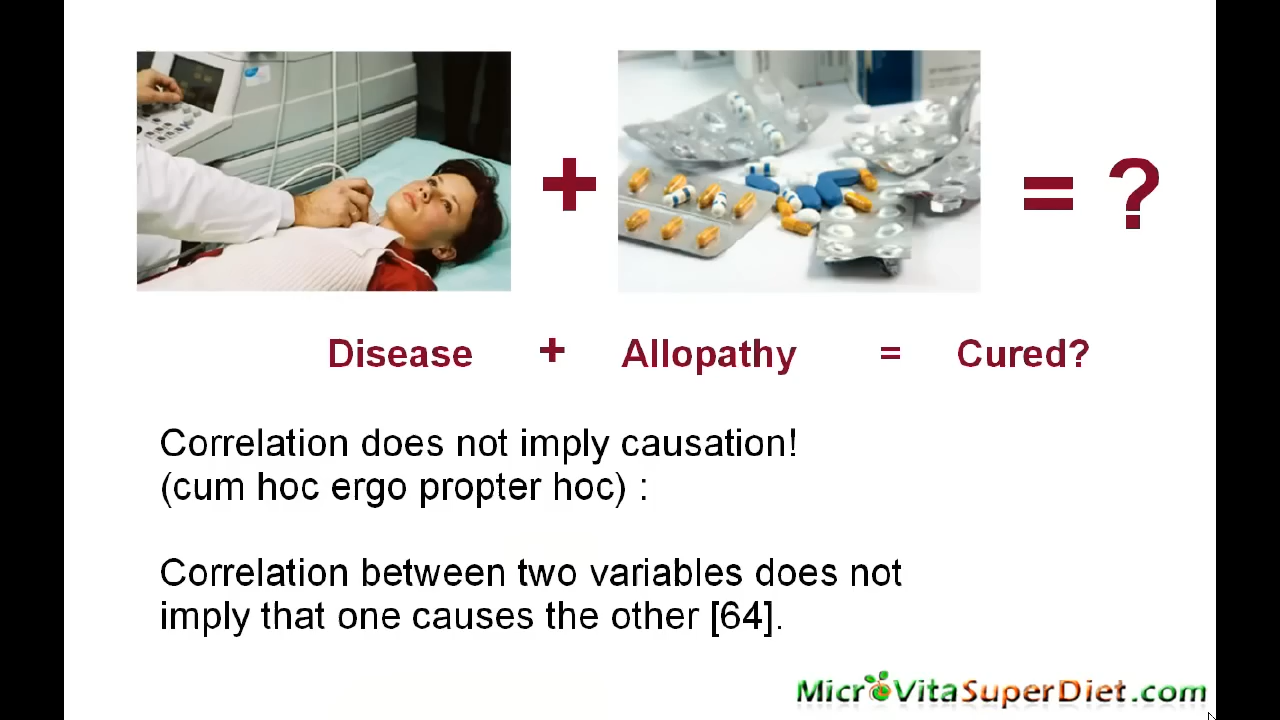 + = ?
Disease + Allopathy = Cured?
Correlation does not imply causation!
(cum hoc ergo propter hoc) :
Correlation between two variables does not
imply that one causes the other [64].
MicroVitaSuperDiet.com